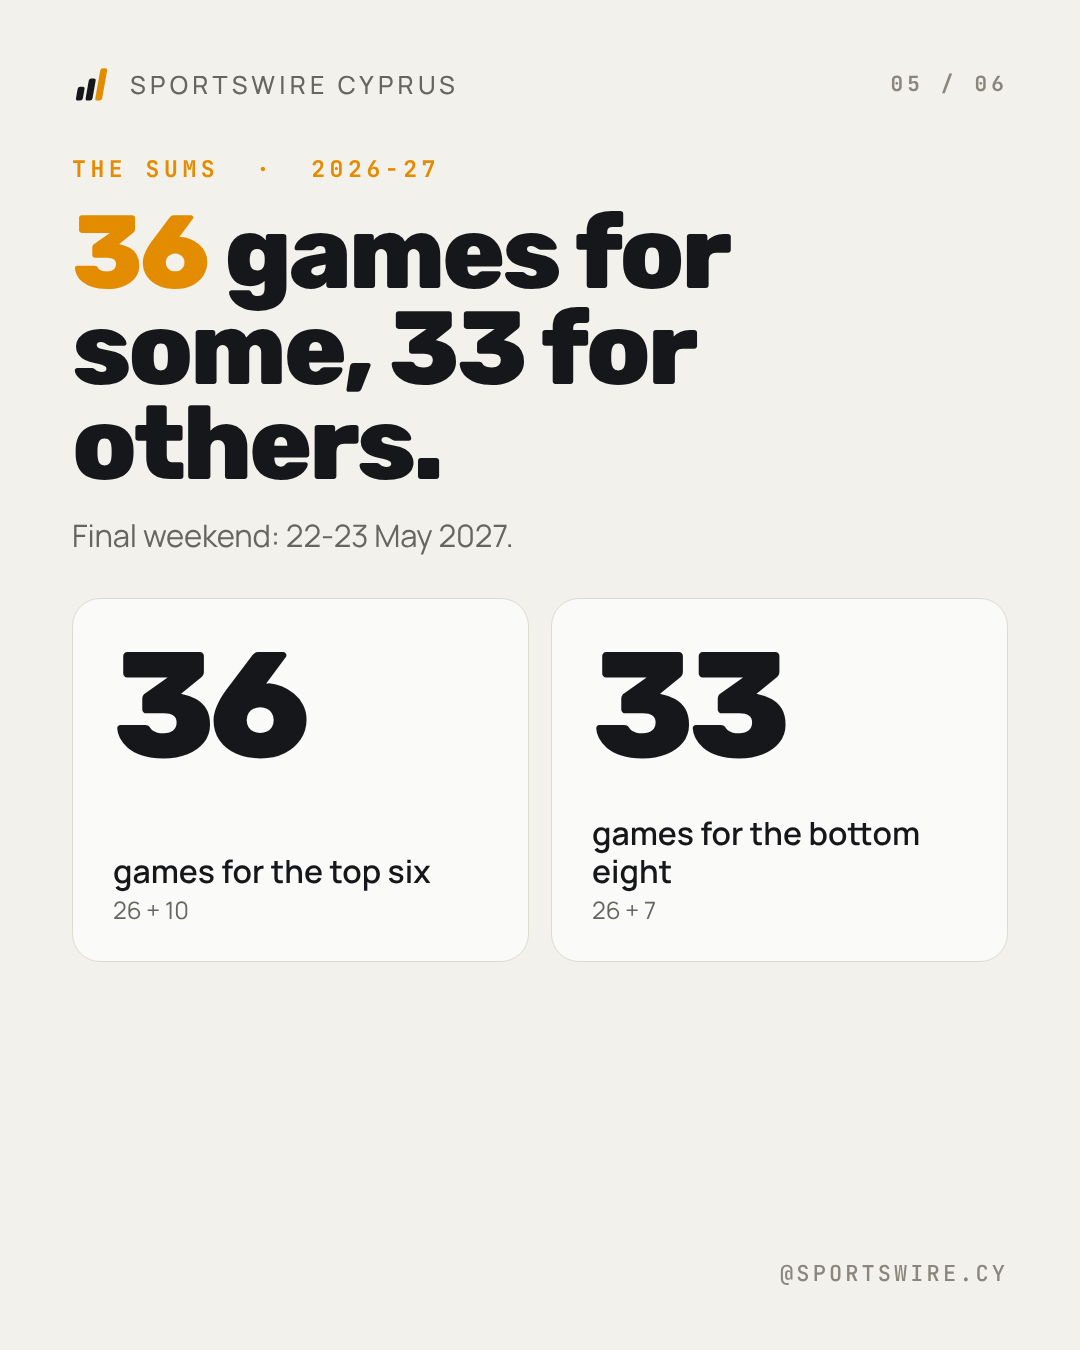 SPORTSWIRE CYPRUS
05 / 06
THE SUMS · 2026-27
36 games for
some, 33 for
others.
Final weekend: 22-23 May 2027.
36
games for the top six
26 + 10
33
games for the bottom
eight
26 + 7
@SPORTSWIRE.CY